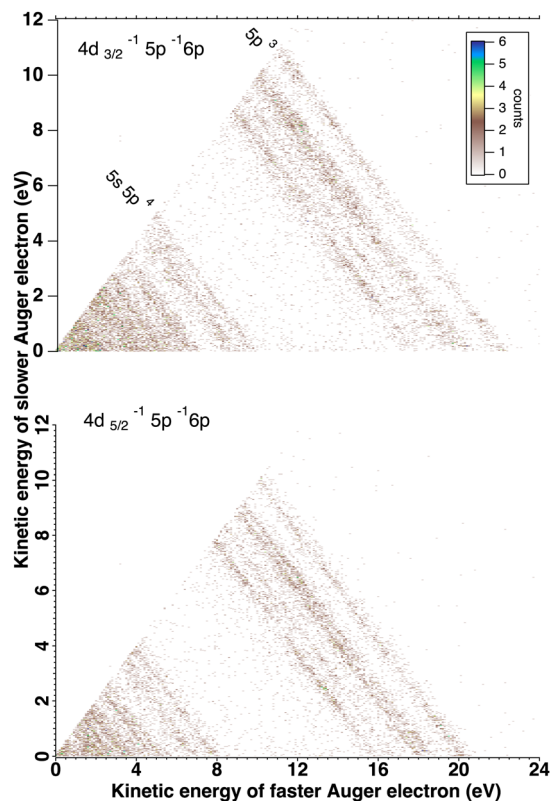 4d 3/2 -1 5p -1 6p
5p 3
5s 5p 4
6
5
4
3
2
1
0
counts
12
10
8
6
4
2
0
Kinetic energy of slower Auger electron (eV)
4d 5/2 -1 5p -1 6p
12
10
8
6
4
2
0
0 4 8 12 16 20 24
Kinetic energy of faster Auger electron (eV)